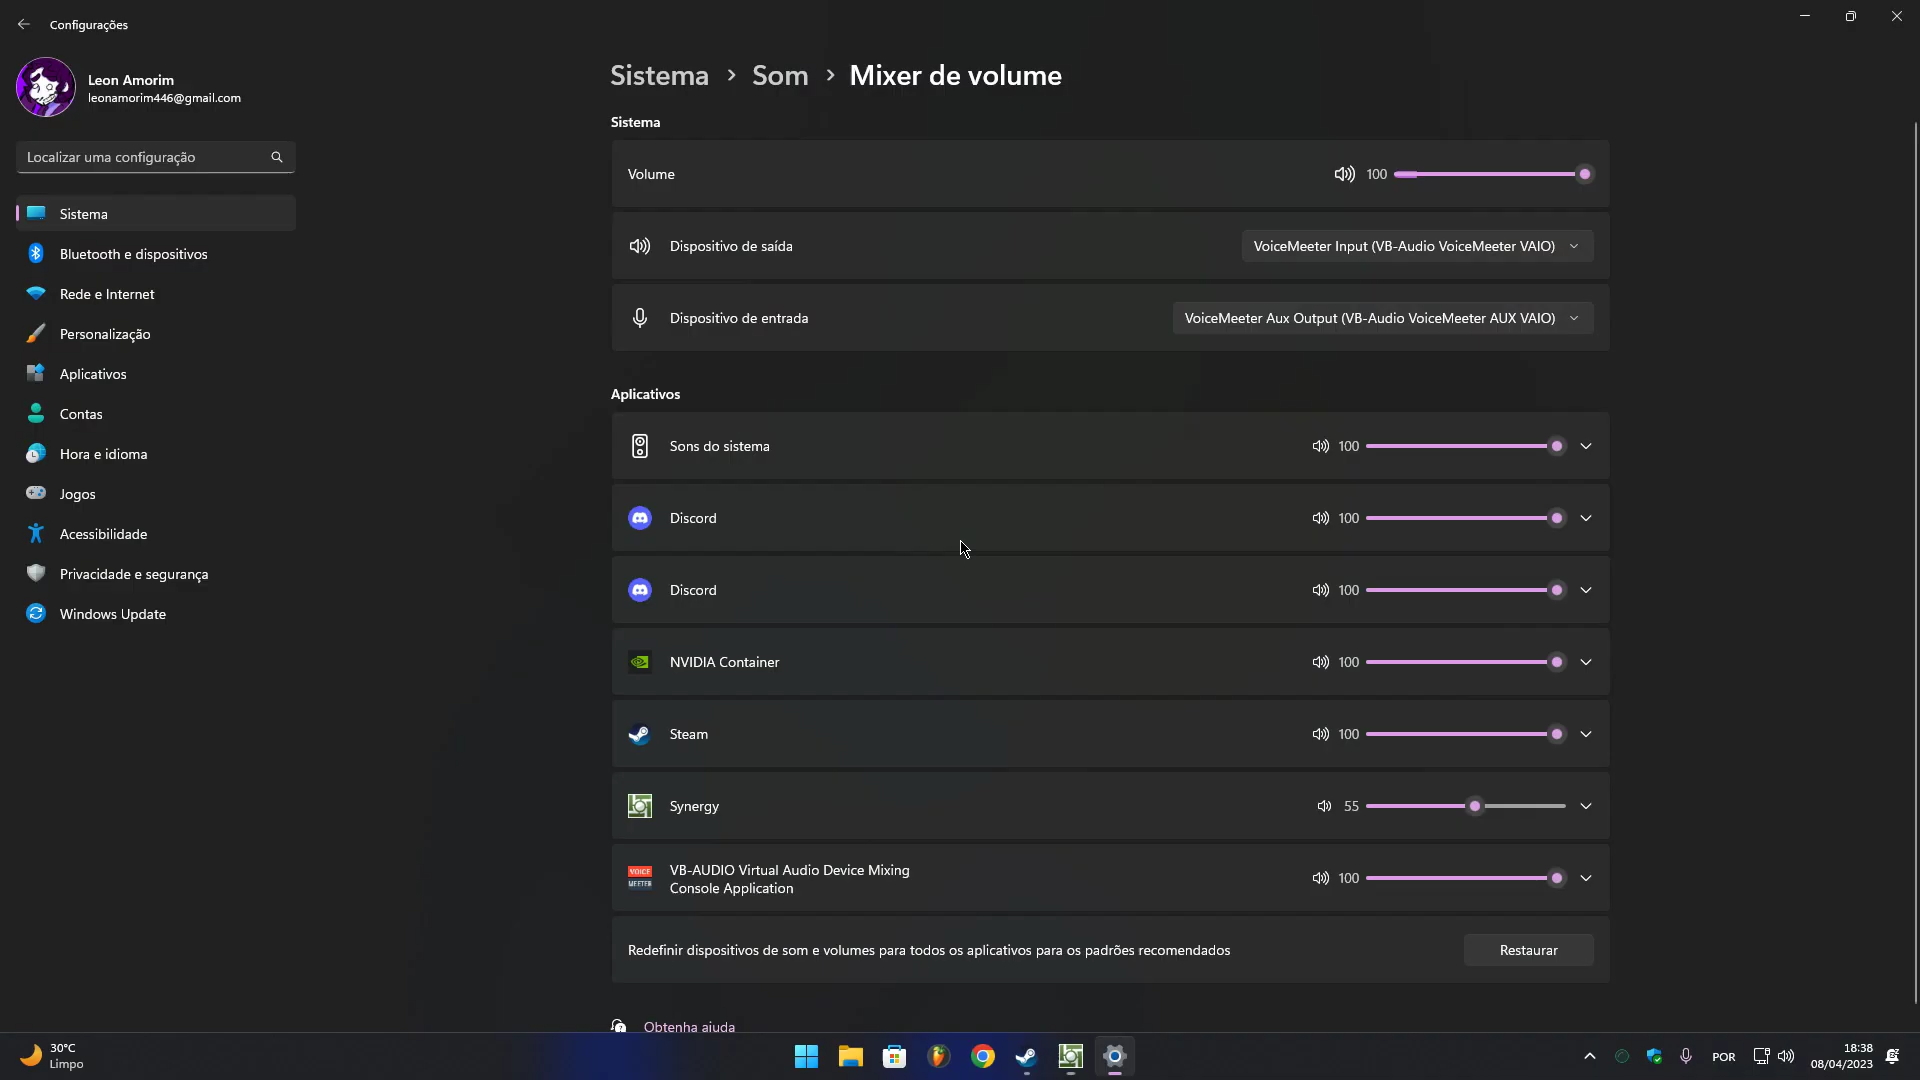 Configurações
Leon Amorim
leonamorim446@gmail.com
Localizar uma configuração
Sistema
Bluetooth e dispositivos
Rede e Internet
Personalização
Aplicativos
Contas
Hora e idioma
Jogos
Acessibilidade
Privacidade e segurança
Windows Update
Sistema › Som › Mixer de volume
Sistema
Volume 100
Dispositivo de saída VoiceMeeter Input (VB-Audio VoiceMeeter VAIO)
Dispositivo de entrada VoiceMeeter Aux Output (VB-Audio VoiceMeeter AUX VAIO)
Aplicativos
Sons do sistema 100
Discord 100
Discord 100
NVIDIA Container 100
Steam 100
Synergy 55
VOICE
MEETER
VB-AUDIO Virtual Audio Device Mixing
Console Application
100
Redefinir dispositivos de som e volumes para todos os aplicativos para os padrões recomendados Restaurar
Obtenha ajuda
30°C
Limpo
POR
18:38
08/04/2023